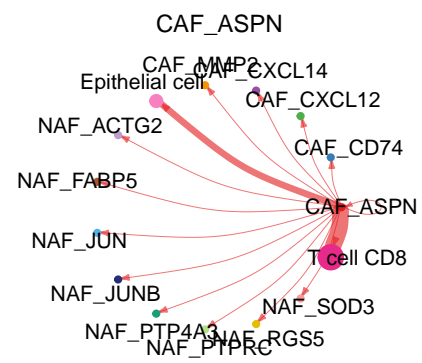 CAF_ASPN
CAF_MMP2
CAF_CXCL14
Epithelial cell
CAF_CXCL12
NAF_ACTG2
CAF_CD74
NAF_FABP5
CAF_ASPN
NAF_JUN
T cell CD8
NAF_JUNB
NAF_SOD3
NAF_PTP4A3
NAF_RGS5
NAF_PTPRC